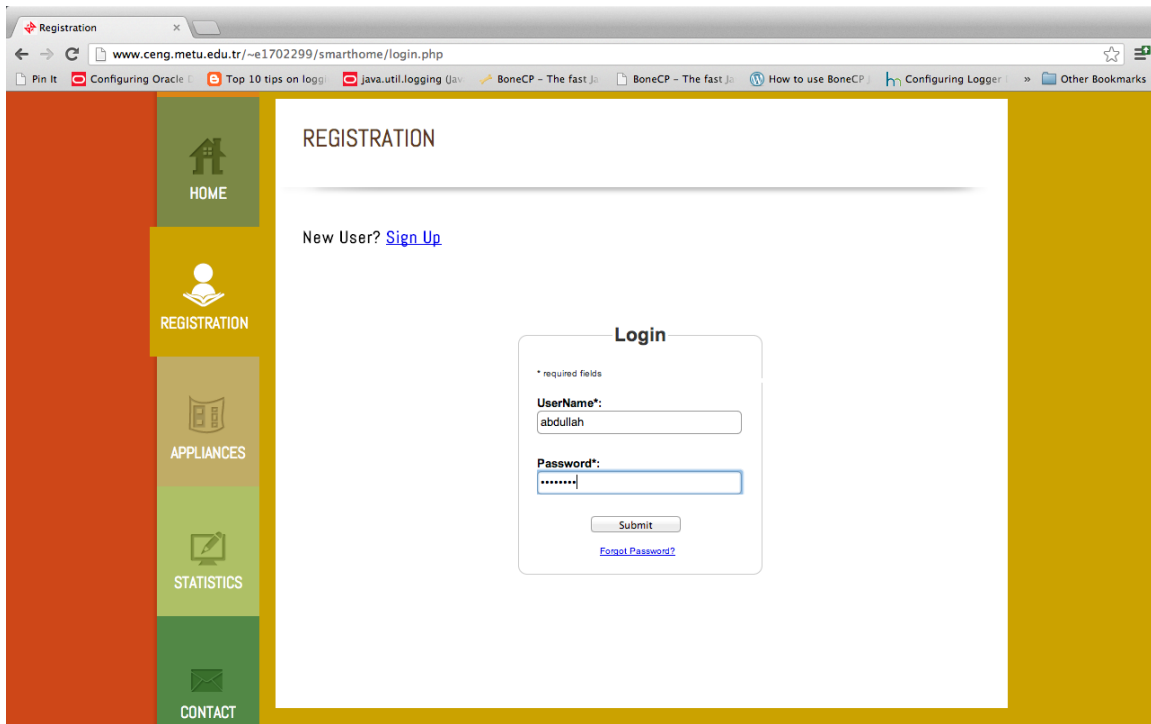 Registration
www.ceng.metu.edu.tr/~e1702299/smarthome/login.php
Pin It Configuring Oracle Top 10 tips on loggi java.util.logging (Jav BoneCP – The fast Ja BoneCP – The fast Ja How to use BoneCP Configuring Logger » Other Bookmarks
HOME
REGISTRATION
APPLIANCES
STATISTICS
CONTACT
REGISTRATION
New User? Sign Up
Login
* required fields
UserName*:
abdullah
Password*:
••••••••
Submit
Forgot Password?